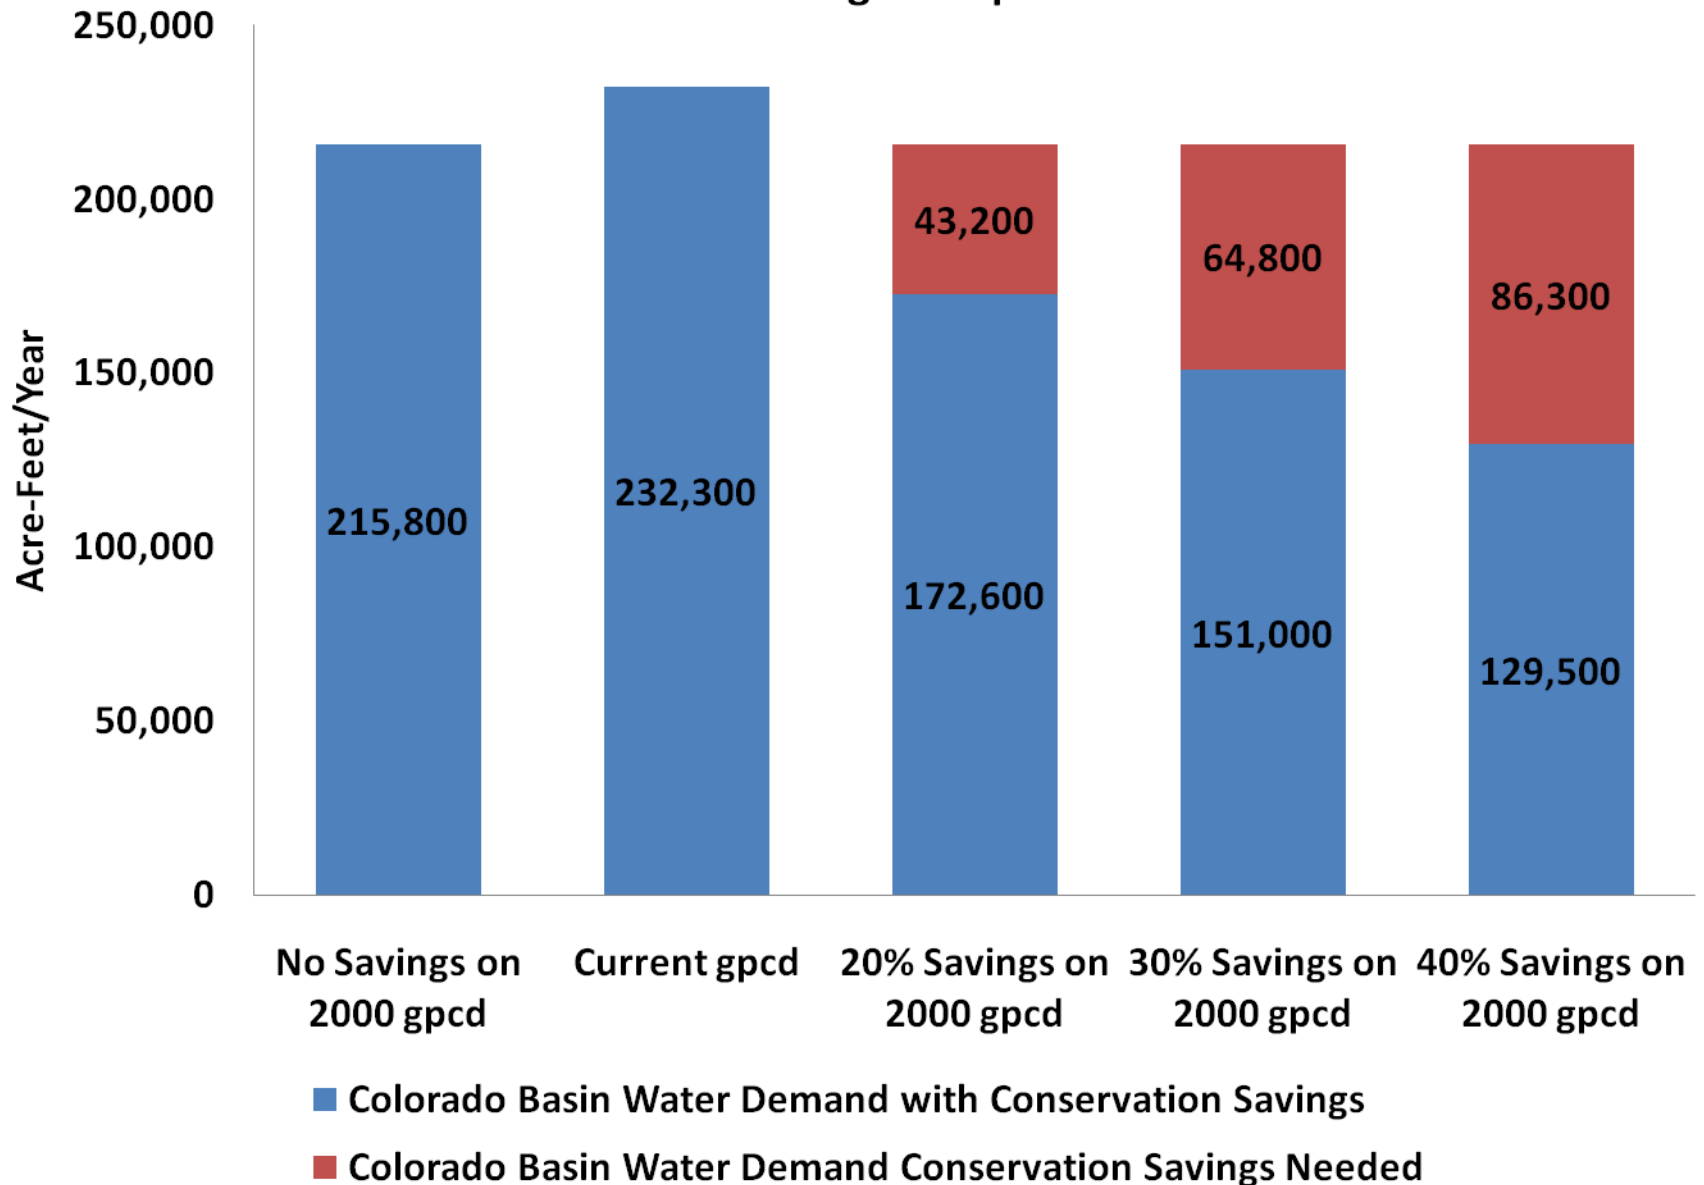 250,000
200,000
150,000
100,000
50,000
0
Acre-Feet/Year
215,800
232,300
43,200
172,600
64,800
151,000
86,300
129,500
No Savings on
2000 gpcd
Current gpcd
20% Savings on
2000 gpcd
30% Savings on
2000 gpcd
40% Savings on
2000 gpcd
Colorado Basin Water Demand with Conservation Savings
Colorado Basin Water Demand Conservation Savings Needed